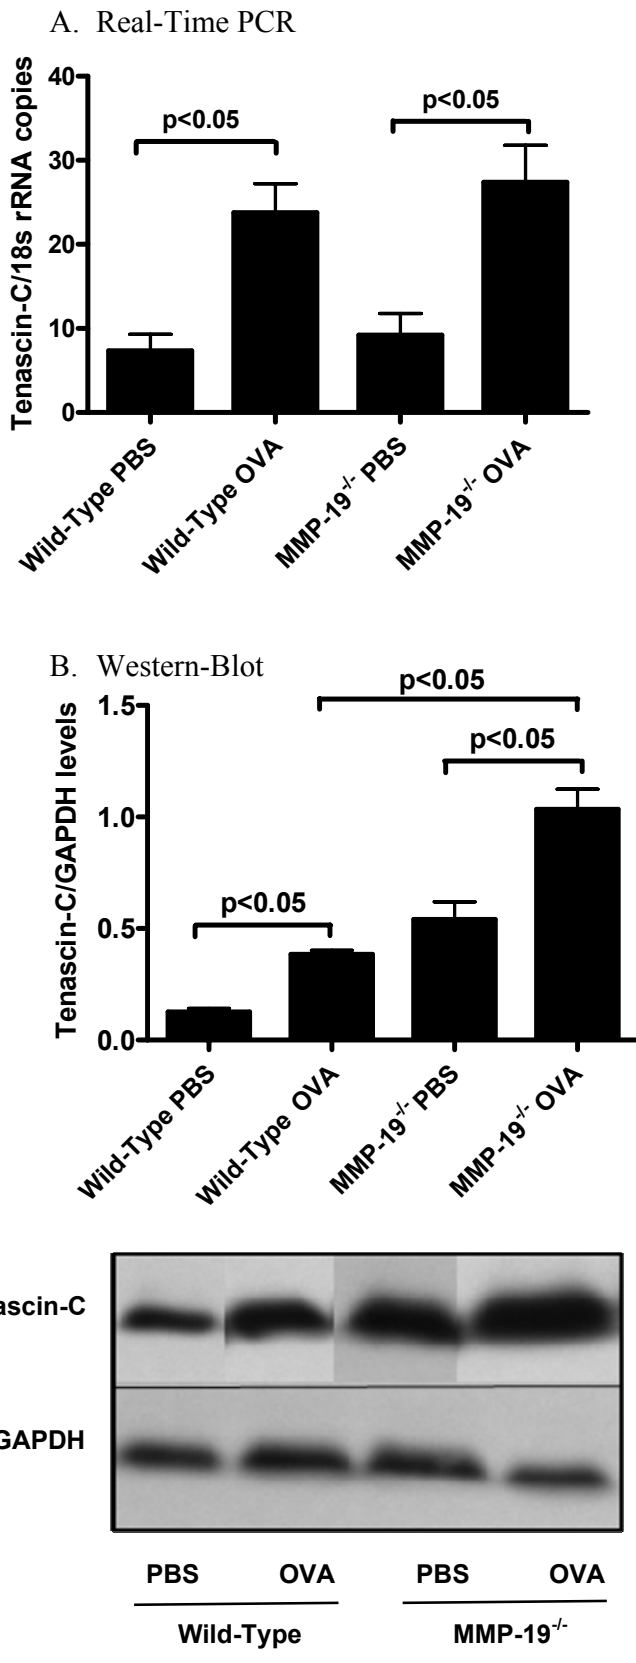 A. Real-Time PCR
Tenascin-C/18s rRNA copies
40
30
20
10
0
p<0.05
p<0.05
Wild-Type PBS
Wild-Type OVA
MMP-19-/- PBS
MMP-19-/- OVA
B. Western-Blot
Tenascin-C/GAPDH levels
1.5
1.0
0.5
0.0
p<0.05
p<0.05
p<0.05
Wild-Type PBS
Wild-Type OVA
MMP-19-/- PBS
MMP-19-/- OVA
ascin-C
GAPDH
PBS OVA PBS OVA
Wild-Type MMP-19-/-